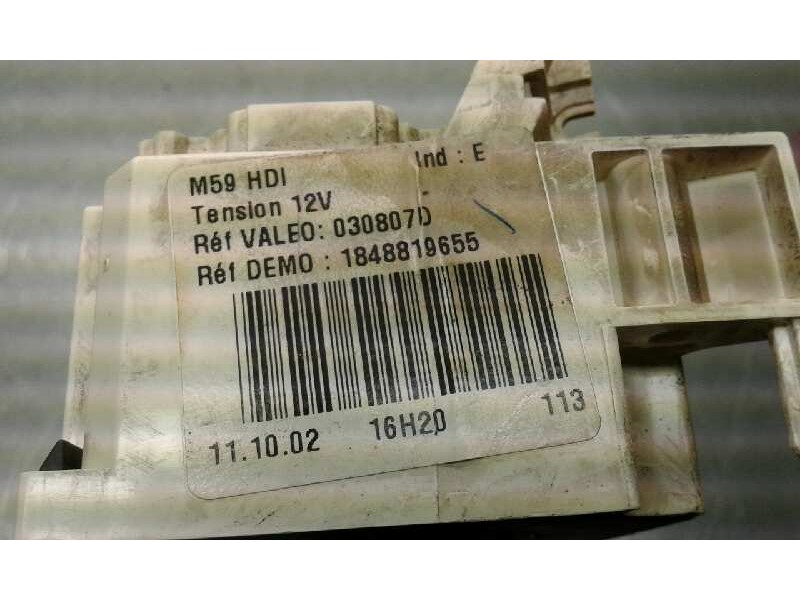 M59 HDI Ind : E
Tension 12V
Réf VALEO: 030807D
Réf DEMO : 1848819655
11.10.02 16H20 113